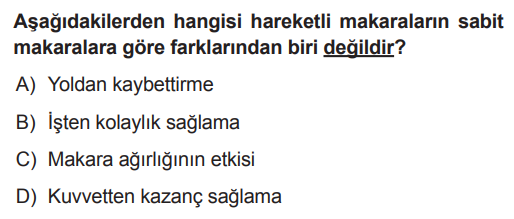 Aşağıdakilerden hangisi hareketli makaraların sabit
makaralara göre farklarından biri değildir?
A) Yoldan kaybettirme
B) İşten kolaylık sağlama
C) Makara ağırlığının etkisi
D) Kuvvetten kazanç sağlama